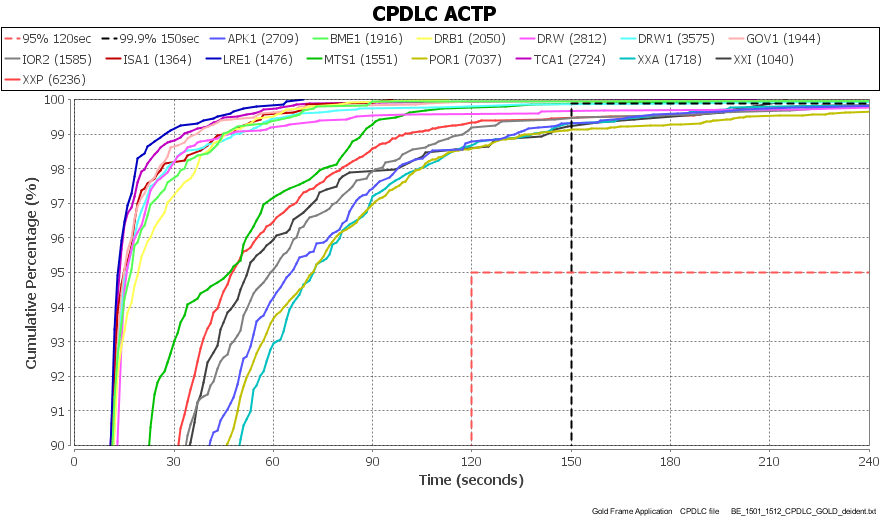 CPDLC ACTP
95% 120sec 99.9% 150sec APK1 (2709) BME1 (1916) DRB1 (2050) DRW (2812) DRW1 (3575) GOV1 (1944)
IOR2 (1585) ISA1 (1364) LRE1 (1476) MTS1 (1551) POR1 (7037) TCA1 (2724) XXA (1718) XXI (1040)
XXP (6236)
Cumulative Percentage (%)
100
99
98
97
96
95
94
93
92
91
90
0 30 60 90 120 150 180 210 240
Time (seconds)
Gold Frame Application CPDLC file BE_1501_1512_CPDLC_GOLD_deident.txt